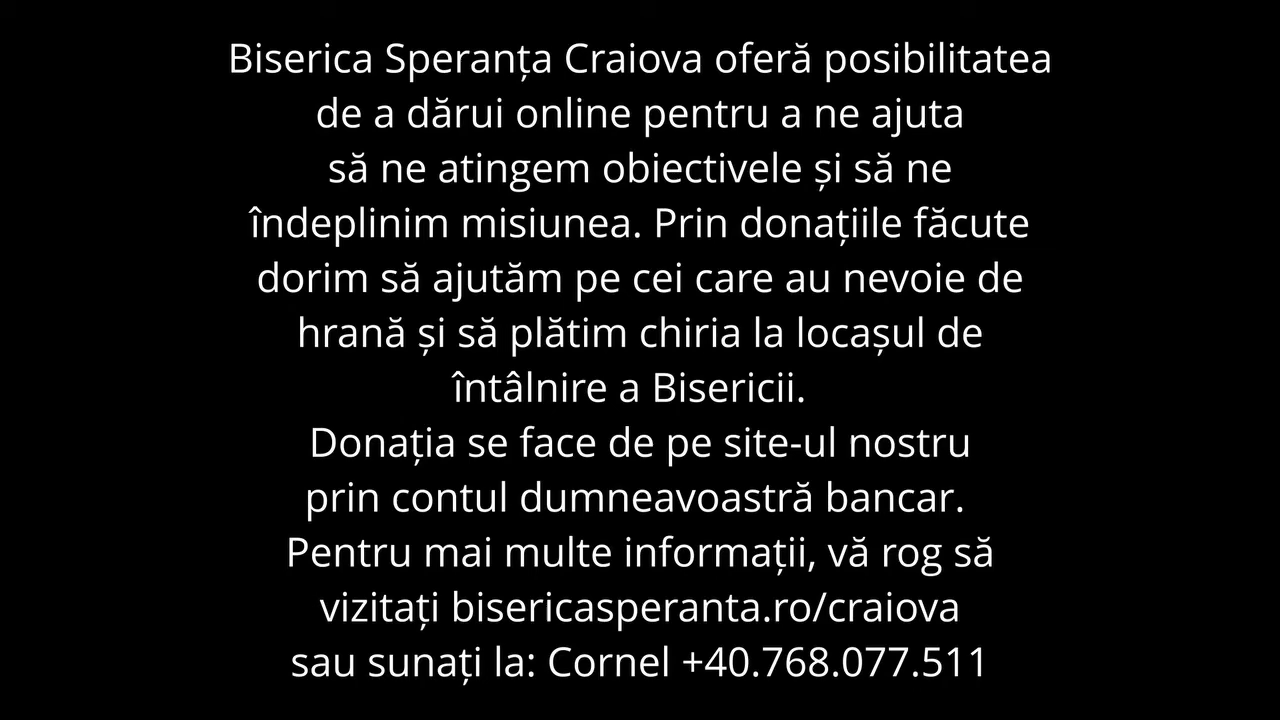 Biserica Speranța Craiova oferă posibilitatea
de a dărui online pentru a ne ajuta
să ne atingem obiectivele și să ne
îndeplinim misiunea. Prin donațiile făcute
dorim să ajutăm pe cei care au nevoie de
hrană și să plătim chiria la locașul de
întâlnire a Bisericii.
Donația se face de pe site-ul nostru
prin contul dumneavoastră bancar.
Pentru mai multe informații, vă rog să
vizitați bisericasperanta.ro/craiova
sau sunați la: Cornel +40.768.077.511